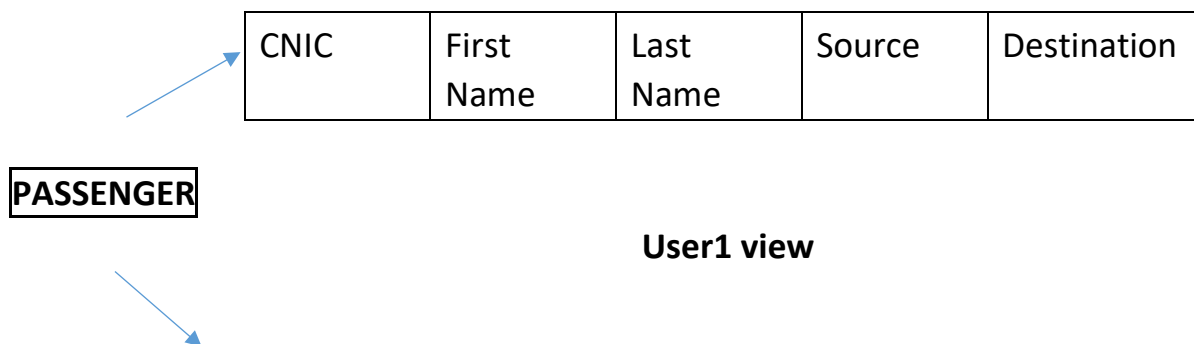 CNIC First Last Source Destination
Name Name
PASSENGER
User1 view